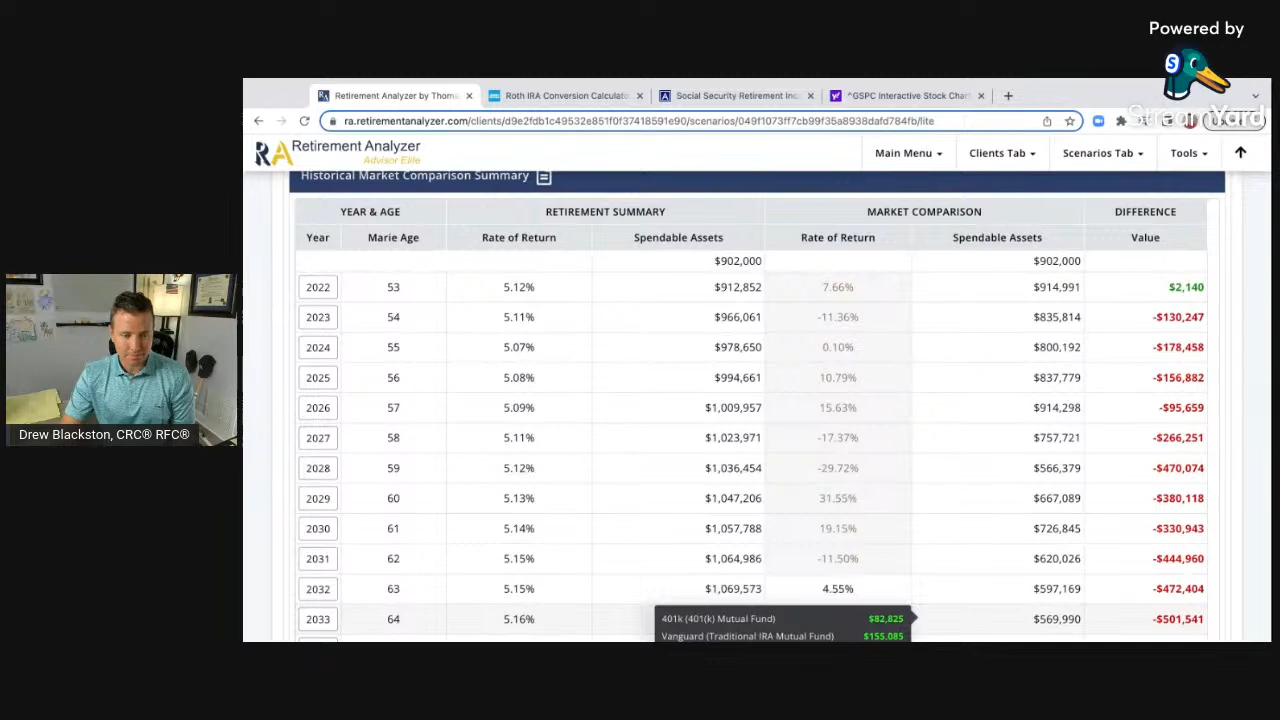 Powered by
S
Retirement Analyzer by Thom
Roth IRA Conversion Calculato
Social Security Retirement Inc
^GSPC Interactive Stock Chart
ra.retirementanalyzer.com/clients/d9e2fdb1c49532e851f0f37418591e90/scenarios/049f1073ff7cb99f35a8938dafd784fb/lite
StreamYard
RA Retirement Analyzer
Advisor Elite
Main Menu
Clients Tab
Scenarios Tab
Tools
Historical Market Comparison Summary
YEAR & AGE RETIREMENT SUMMARY MARKET COMPARISON DIFFERENCE
Year Marie Age Rate of Return Spendable Assets Rate of Return Spendable Assets Value
$902,000 $902,000
2022 53 5.12% $912,852 7.66% $914,991 $2,140
2023 54 5.11% $966,061 -11.36% $835,814 -$130,247
2024 55 5.07% $978,650 0.10% $800,192 -$178,458
2025 56 5.08% $994,661 10.79% $837,779 -$156,882
2026 57 5.09% $1,009,957 15.63% $914,298 -$95,659
2027 58 5.11% $1,023,971 -17.37% $757,721 -$266,251
2028 59 5.12% $1,036,454 -29.72% $566,379 -$470,074
2029 60 5.13% $1,047,206 31.55% $667,089 -$380,118
2030 61 5.14% $1,057,788 19.15% $726,845 -$330,943
2031 62 5.15% $1,064,986 -11.50% $620,026 -$444,960
2032 63 5.15% $1,069,573 4.55% $597,169 -$472,404
2033 64 5.16% $569,990 -$501,541
401k (401(k) Mutual Fund) $82,825
Vanguard (Traditional IRA Mutual Fund) $155,085
Drew Blackston, CRC® RFC®